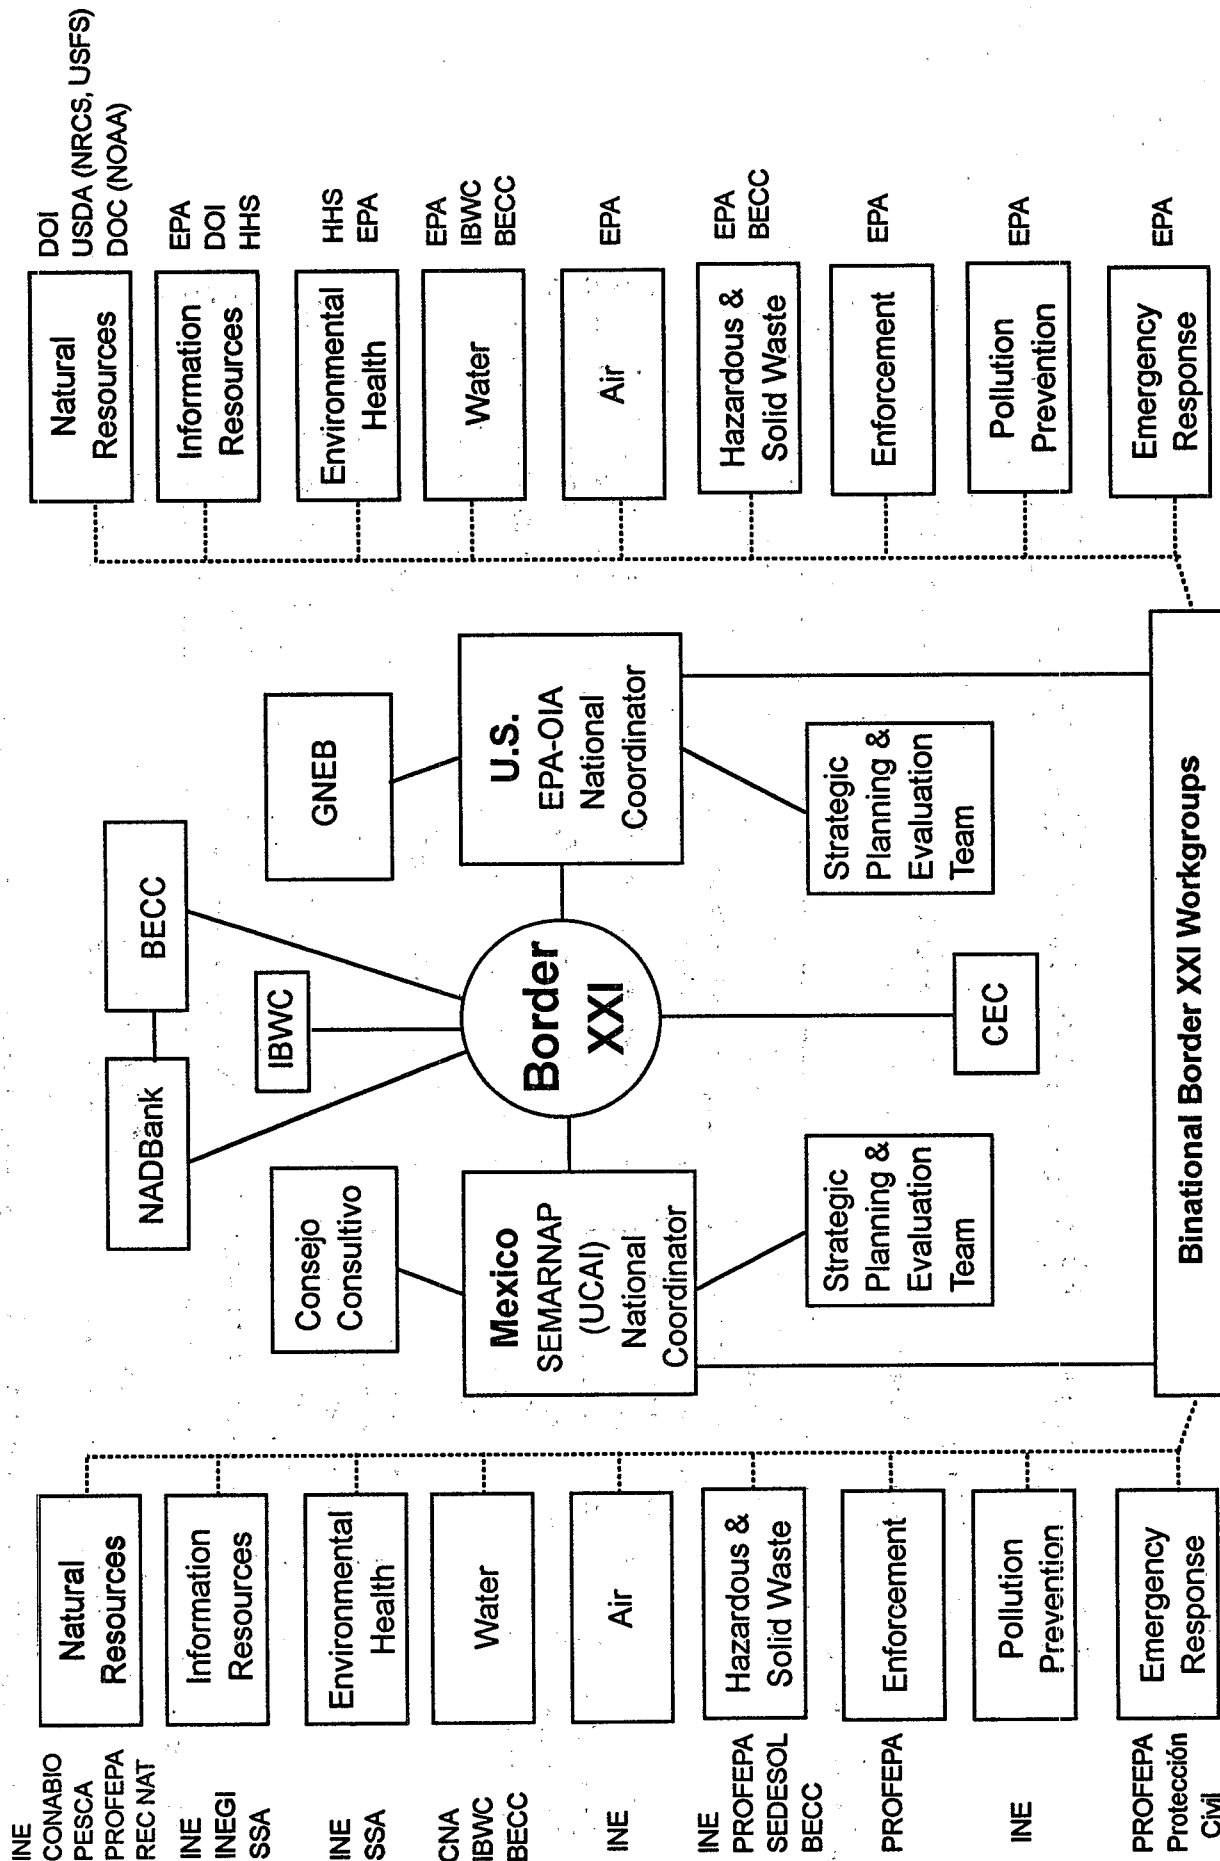 INE
CONABIO
PESCA
PROFEPA
REC NAT
Natural
Resources
INE
INEGI
SSA
Information
Resources
INE
SSA
Environmental
Health
CNA
IBWC
BECC
Water
INE
Air
INE
PROFEPA
SEDESOL
BECC
Hazardous &
Solid Waste
PROFEPA
Enforcement
INE
Pollution
Prevention
PROFEPA
Protección
Civil
Emergency
Response
NADBank
BECC
IBWC
Consejo
Consultivo
GNEB
Mexico
SEMARNAP
(UCAI)
National
Coordinator
Border
XXI
U.S.
EPA-OIA
National
Coordinator
Strategic
Planning &
Evaluation
Team
CEC
Strategic
Planning &
Evaluation
Team
Binational Border XXI Workgroups
Natural
Resources
DOI
USDA (NRCS, USFS)
DOC (NOAA)
Information
Resources
EPA
DOI
HHS
Environmental
Health
HHS
EPA
Water
EPA
IBWC
BECC
Air
EPA
Hazardous &
Solid Waste
EPA
BECC
Enforcement
EPA
Pollution
Prevention
EPA
Emergency
Response
EPA